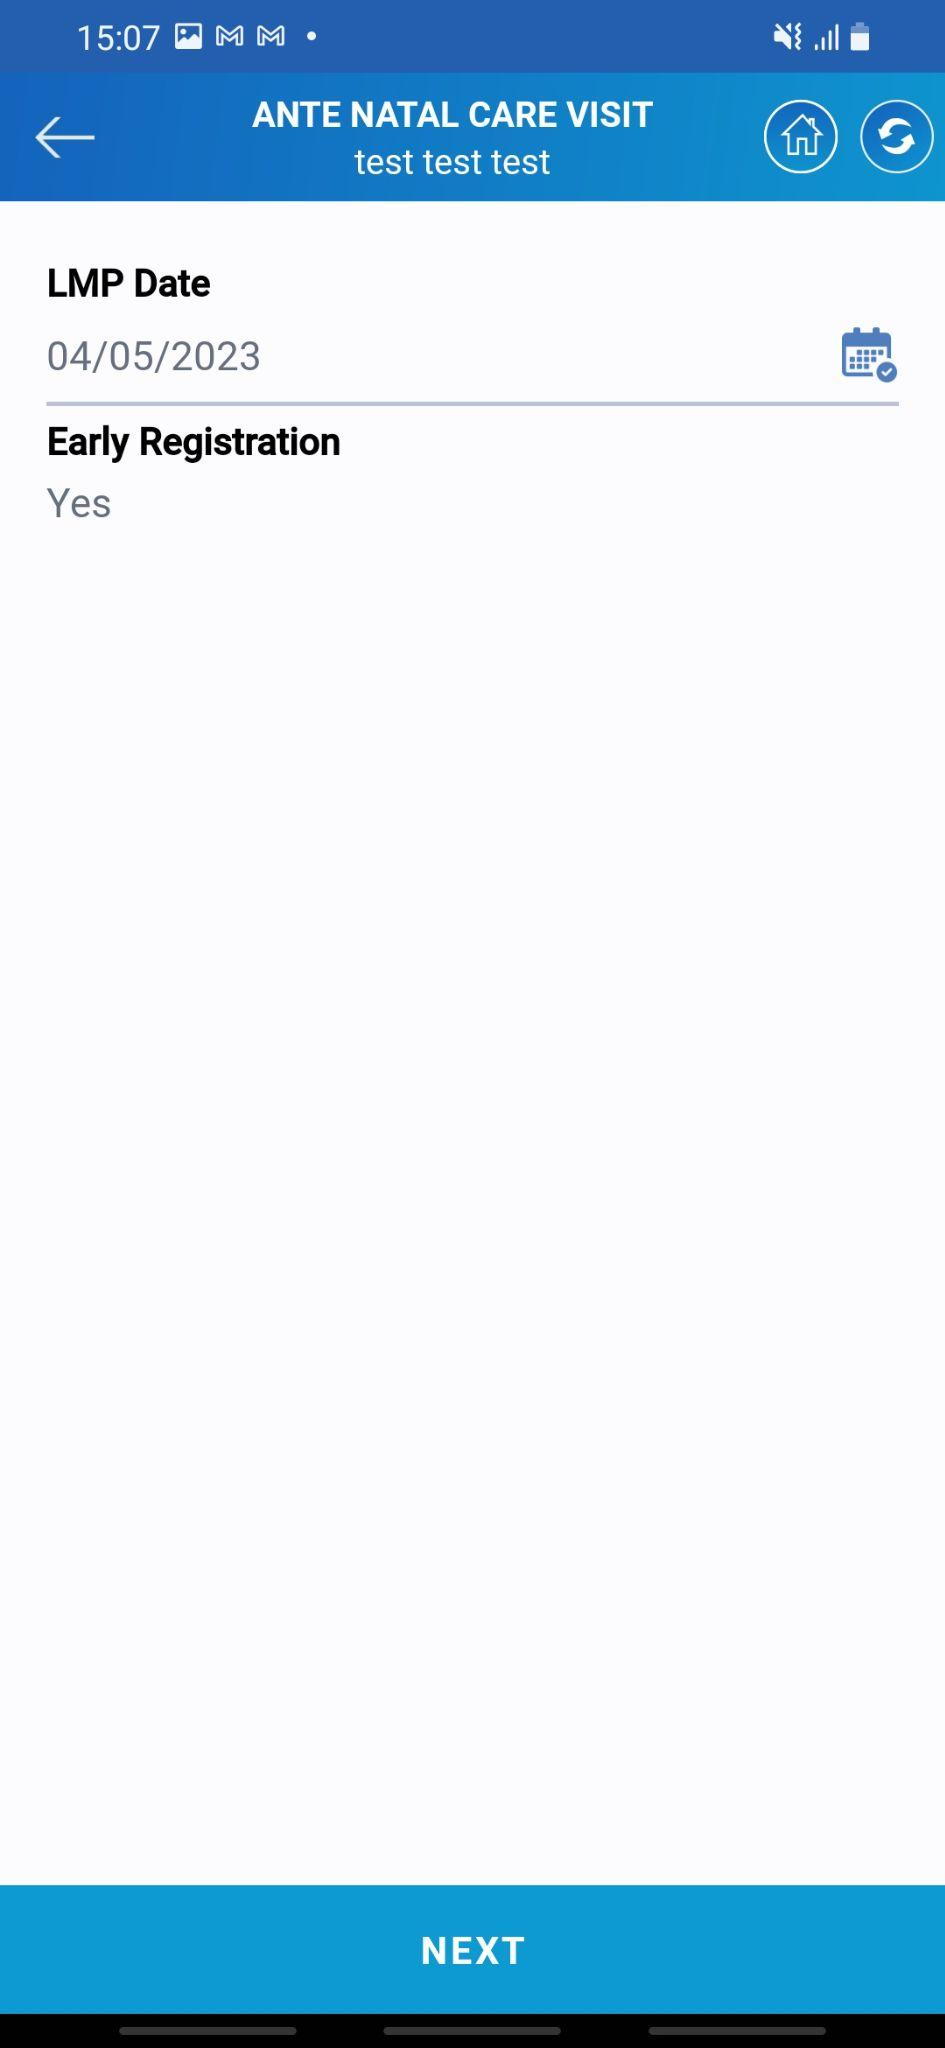 15:07
ANTE NATAL CARE VISIT
test test test
LMP Date
04/05/2023
Early Registration
Yes
NEXT